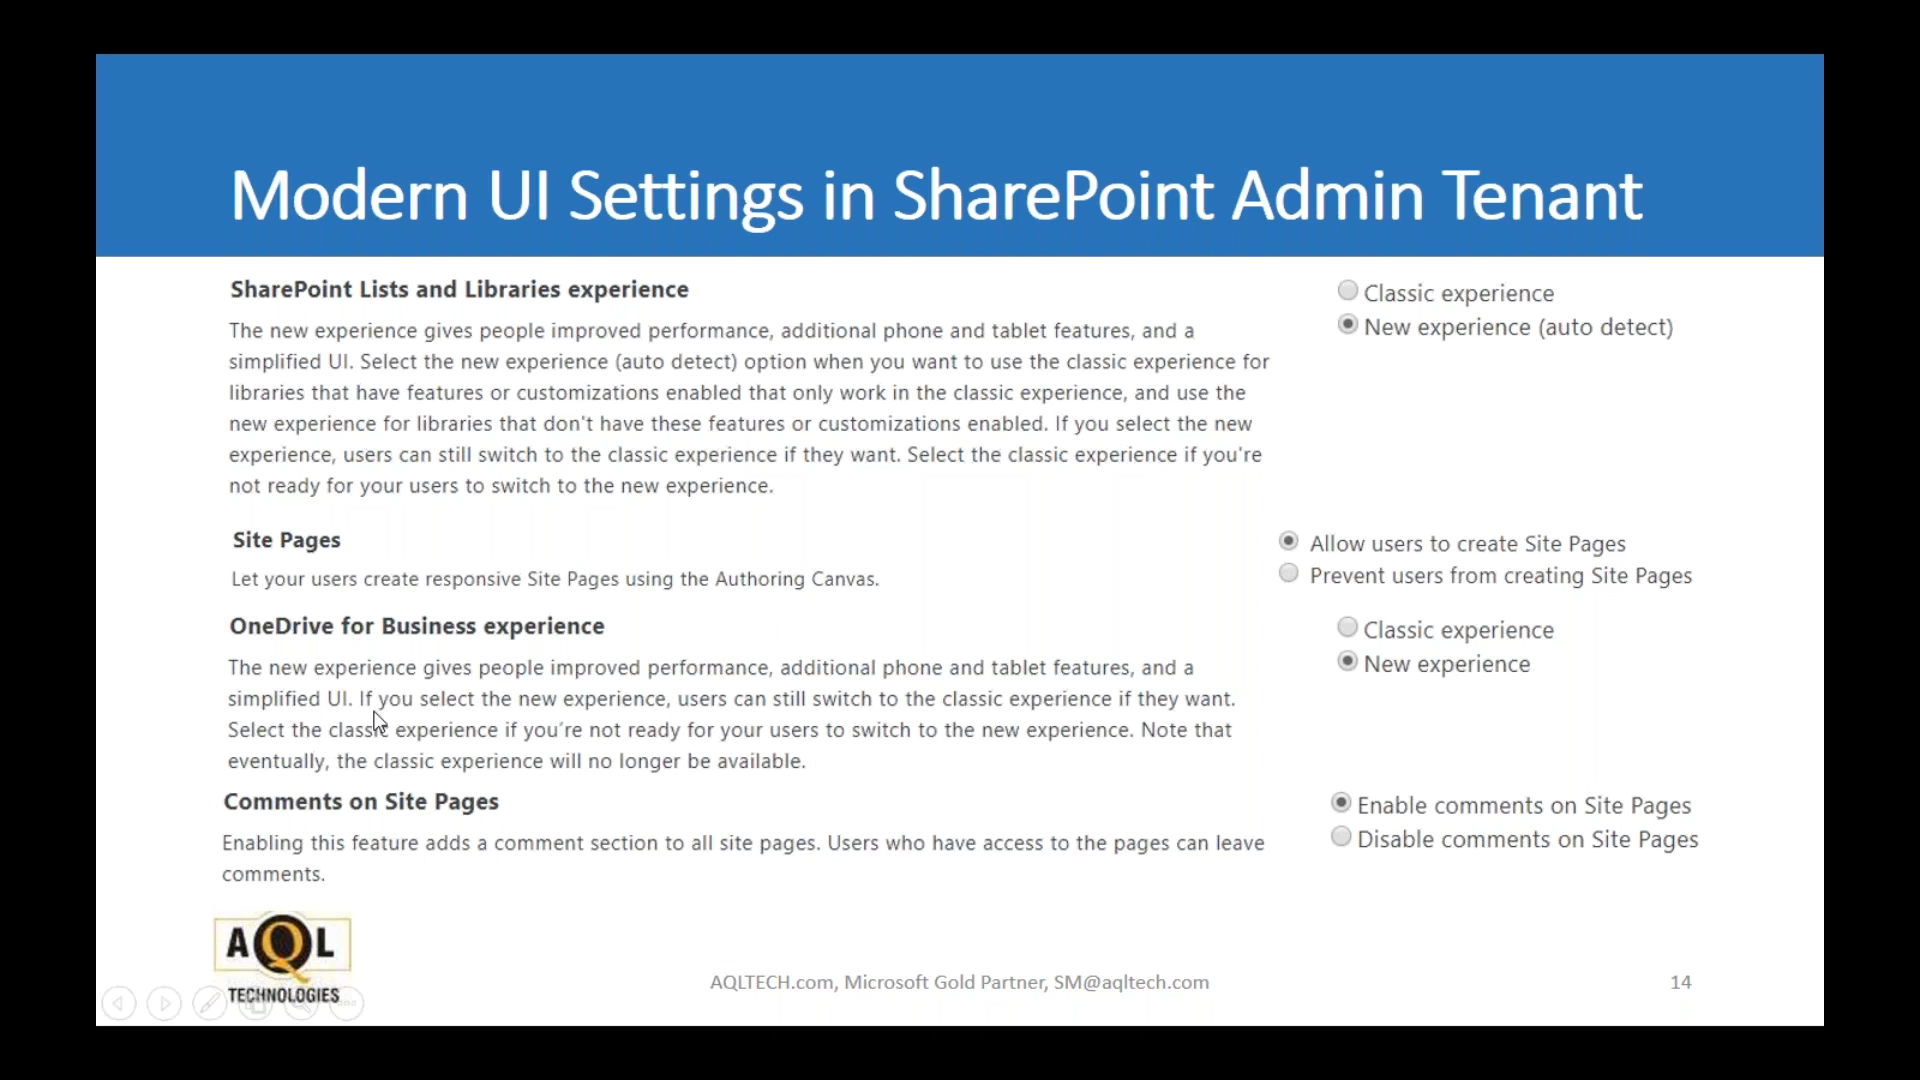 Modern UI Settings in SharePoint Admin Tenant
SharePoint Lists and Libraries experience
The new experience gives people improved performance, additional phone and tablet features, and a
simplified UI. Select the new experience (auto detect) option when you want to use the classic experience for
libraries that have features or customizations enabled that only work in the classic experience, and use the
new experience for libraries that don't have these features or customizations enabled. If you select the new
experience, users can still switch to the classic experience if they want. Select the classic experience if you're
not ready for your users to switch to the new experience.
Classic experience
New experience (auto detect)
Site Pages
Let your users create responsive Site Pages using the Authoring Canvas.
Allow users to create Site Pages
Prevent users from creating Site Pages
OneDrive for Business experience
The new experience gives people improved performance, additional phone and tablet features, and a
simplified UI. If you select the new experience, users can still switch to the classic experience if they want.
Select the classic experience if you're not ready for your users to switch to the new experience. Note that
eventually, the classic experience will no longer be available.
Classic experience
New experience
Comments on Site Pages
Enabling this feature adds a comment section to all site pages. Users who have access to the pages can leave
comments.
Enable comments on Site Pages
Disable comments on Site Pages
AQL
TECHNOLOGIES
AQLTECH.com, Microsoft Gold Partner, SM@aqltech.com
14